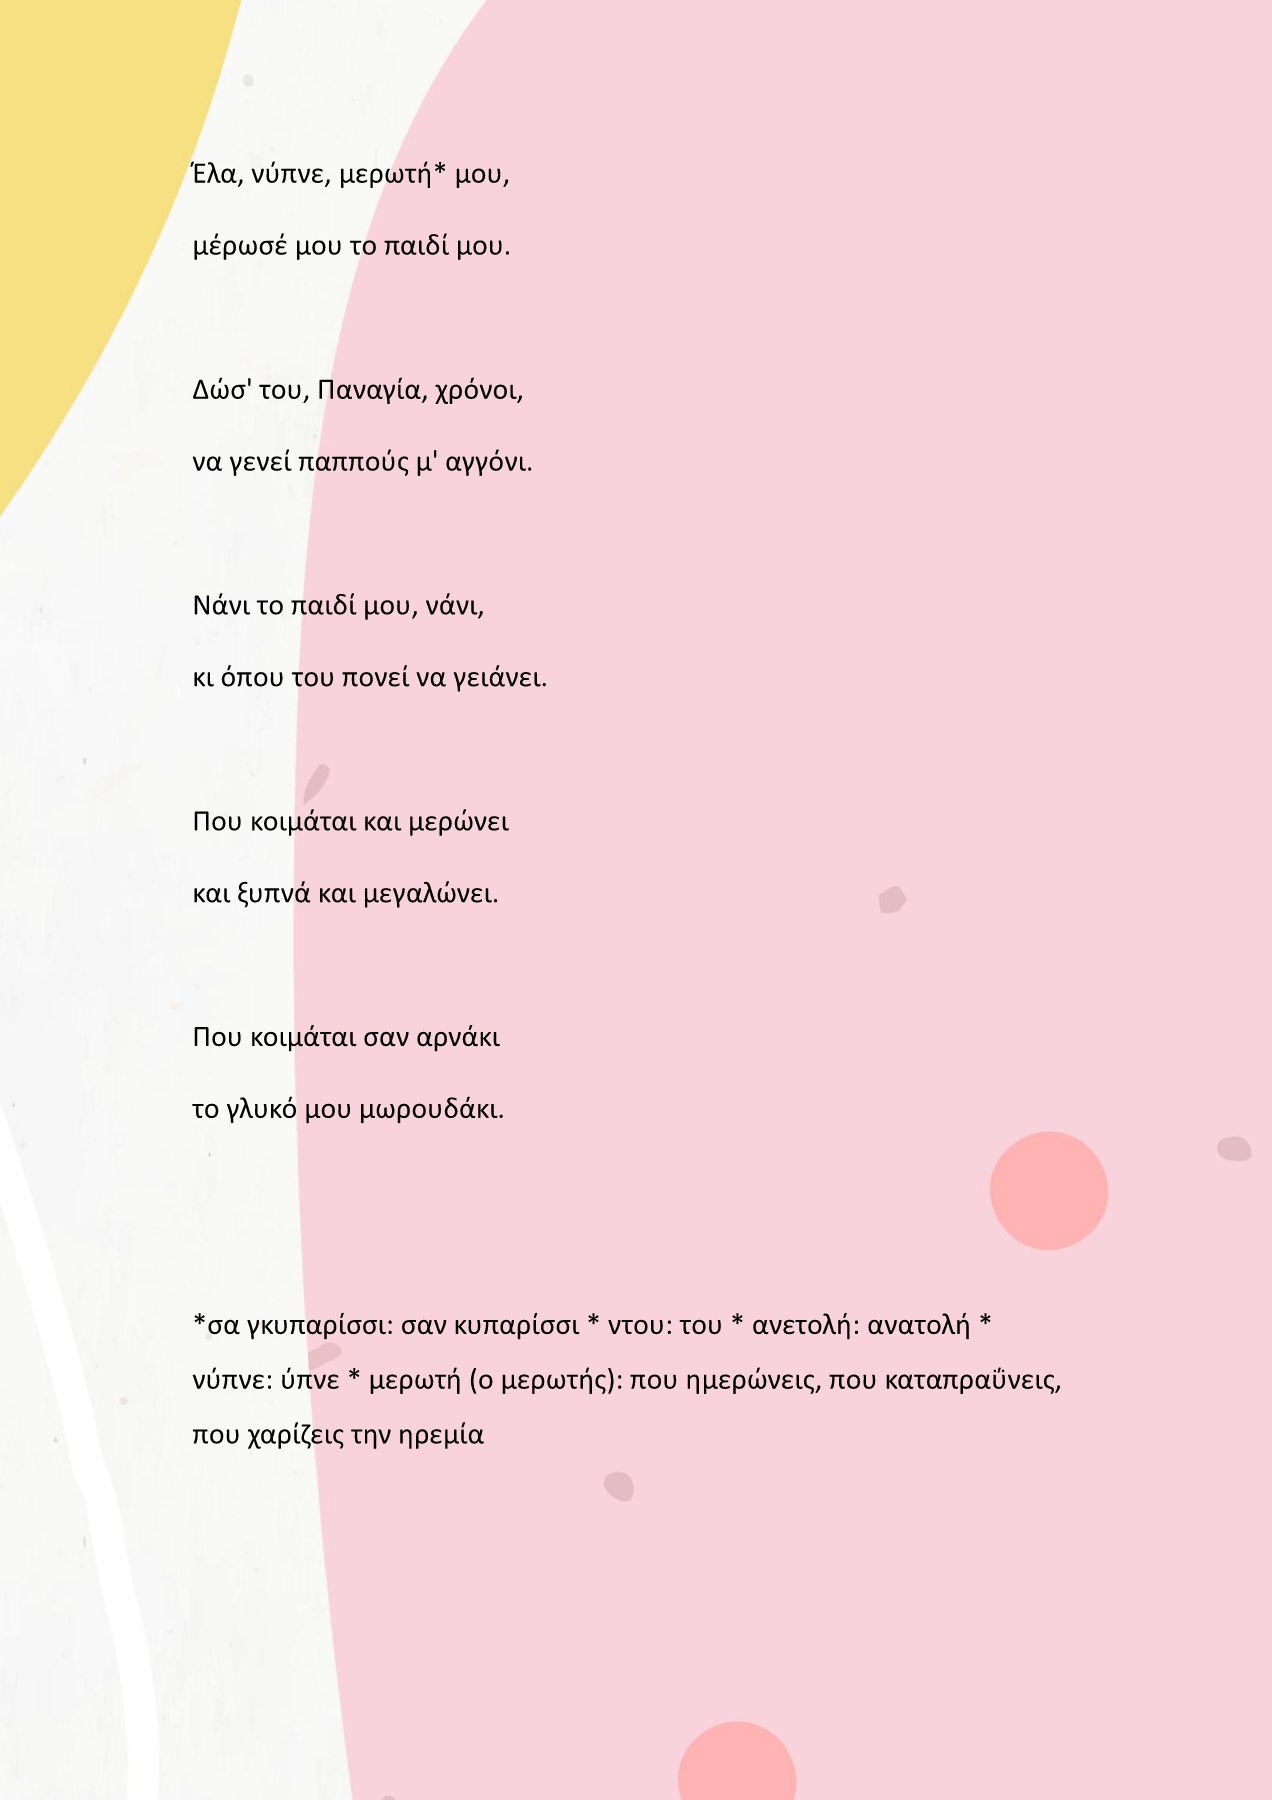 Έλα, νύπνε, μερωτή* μου,
μέρωσέ μου το παιδί μου.
Δώσ' του, Παναγία, χρόνοι,
να γενεί παππούς μ' αγγόνι.
Νάνι το παιδί μου, νάνι,
κι όπου του πονεί να γειάνει.
Που κοιμάται και μερώνει
και ξυπνά και μεγαλώνει.
Που κοιμάται σαν αρνάκι
το γλυκό μου μωρουδάκι.
*σα γκυπαρίσσι: σαν κυπαρίσσι * ντου: του * ανετολή: ανατολή *
νύπνε: ύπνε * μερωτή (ο μερωτής): που ημερώνεις, που καταπραΰνεις,
που χαρίζεις την ηρεμία